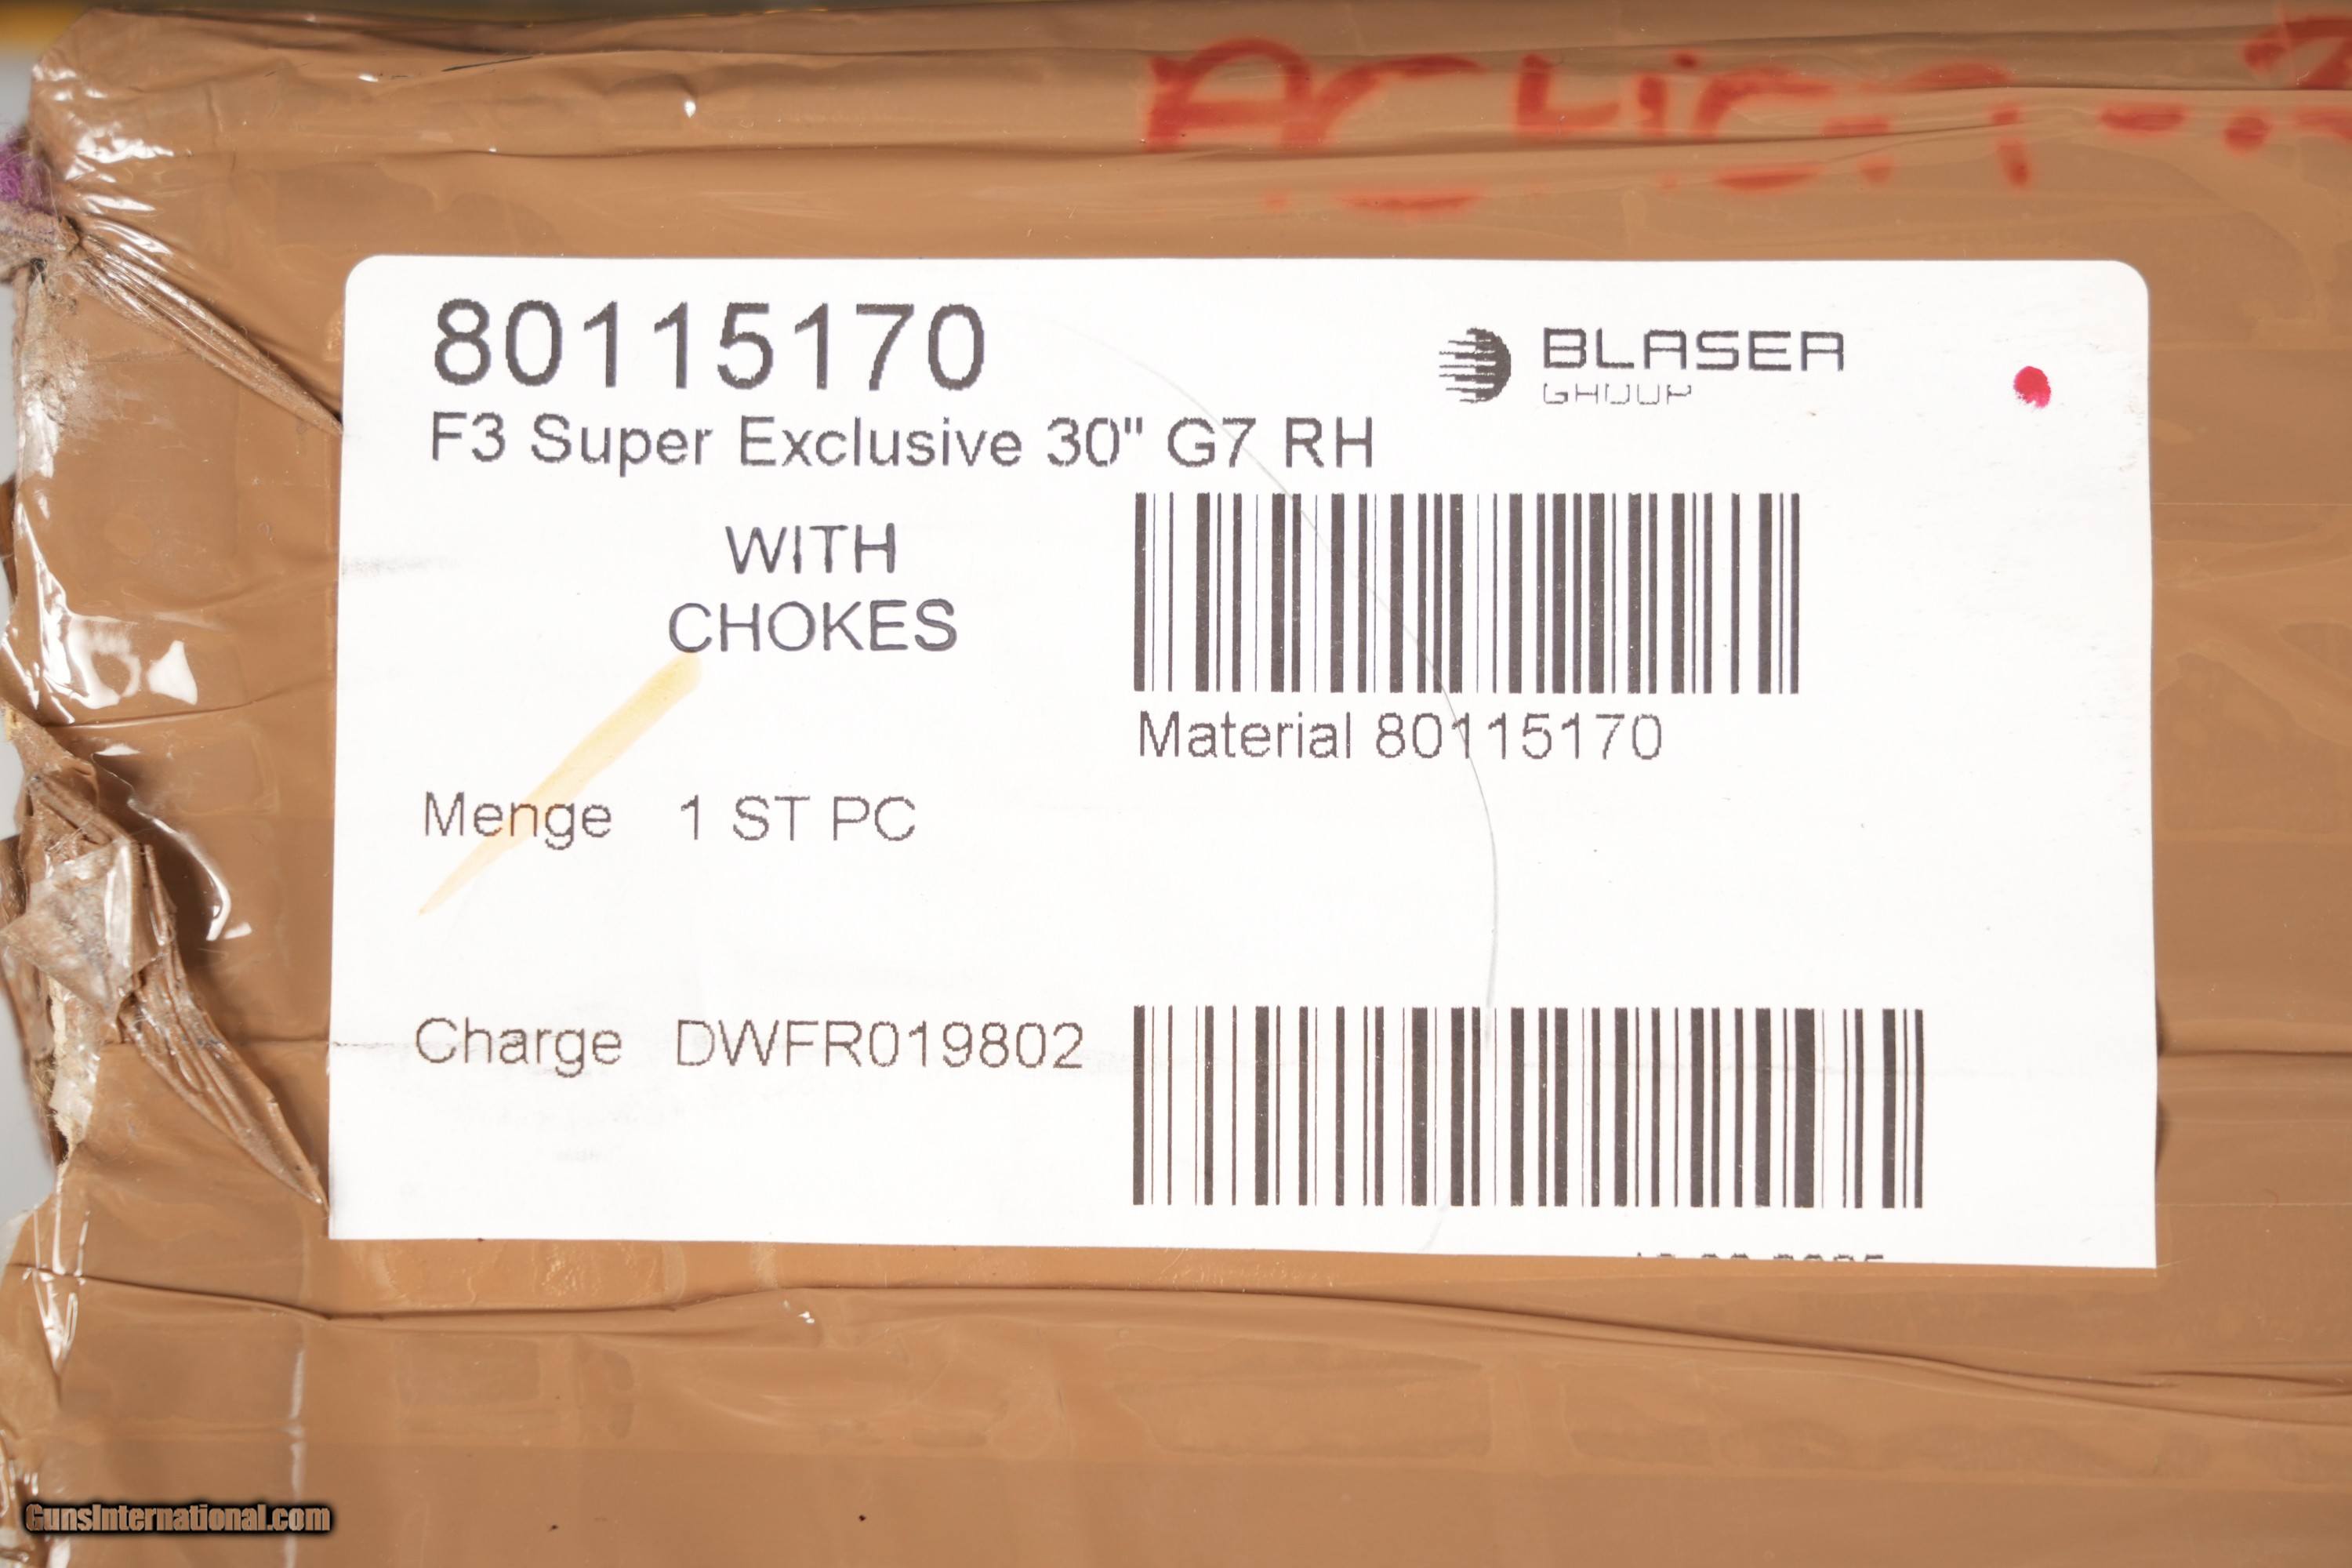 80115170
BLASER
GROUP
F3 Super Exclusive 30" G7 RH
WITH
CHOKES
Material 80115170
Menge 1 ST PC
Charge DWFR019802
GunsInternational.com